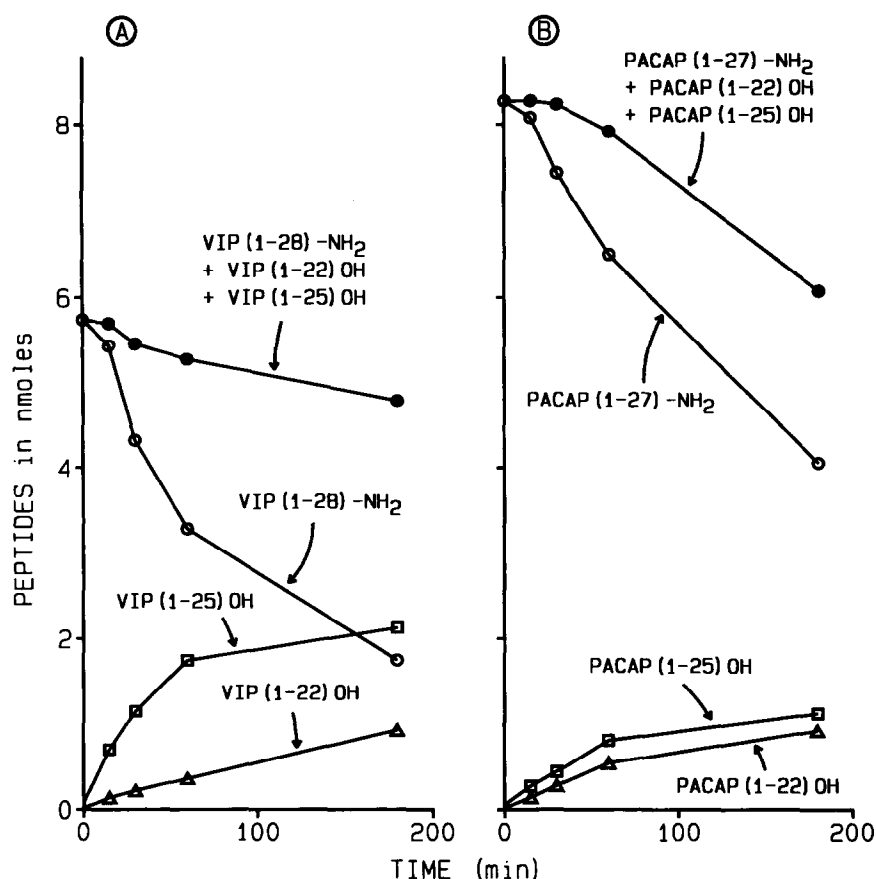 A
B
PACAP (1-27) -NH2
+ PACAP (1-22) OH
+ PACAP (1-25) OH
8
VIP (1-28) -NH2
+ VIP (1-22) OH
+ VIP (1-25) OH
6
PACAP (1-27) -NH2
4
PEPTIDES in nmoles
VIP (1-28) -NH2
VIP (1-25) OH
2
PACAP (1-25) OH
VIP (1-22) OH
PACAP (1-22) OH
0
0 100 200
0 100 200
TIME (min)